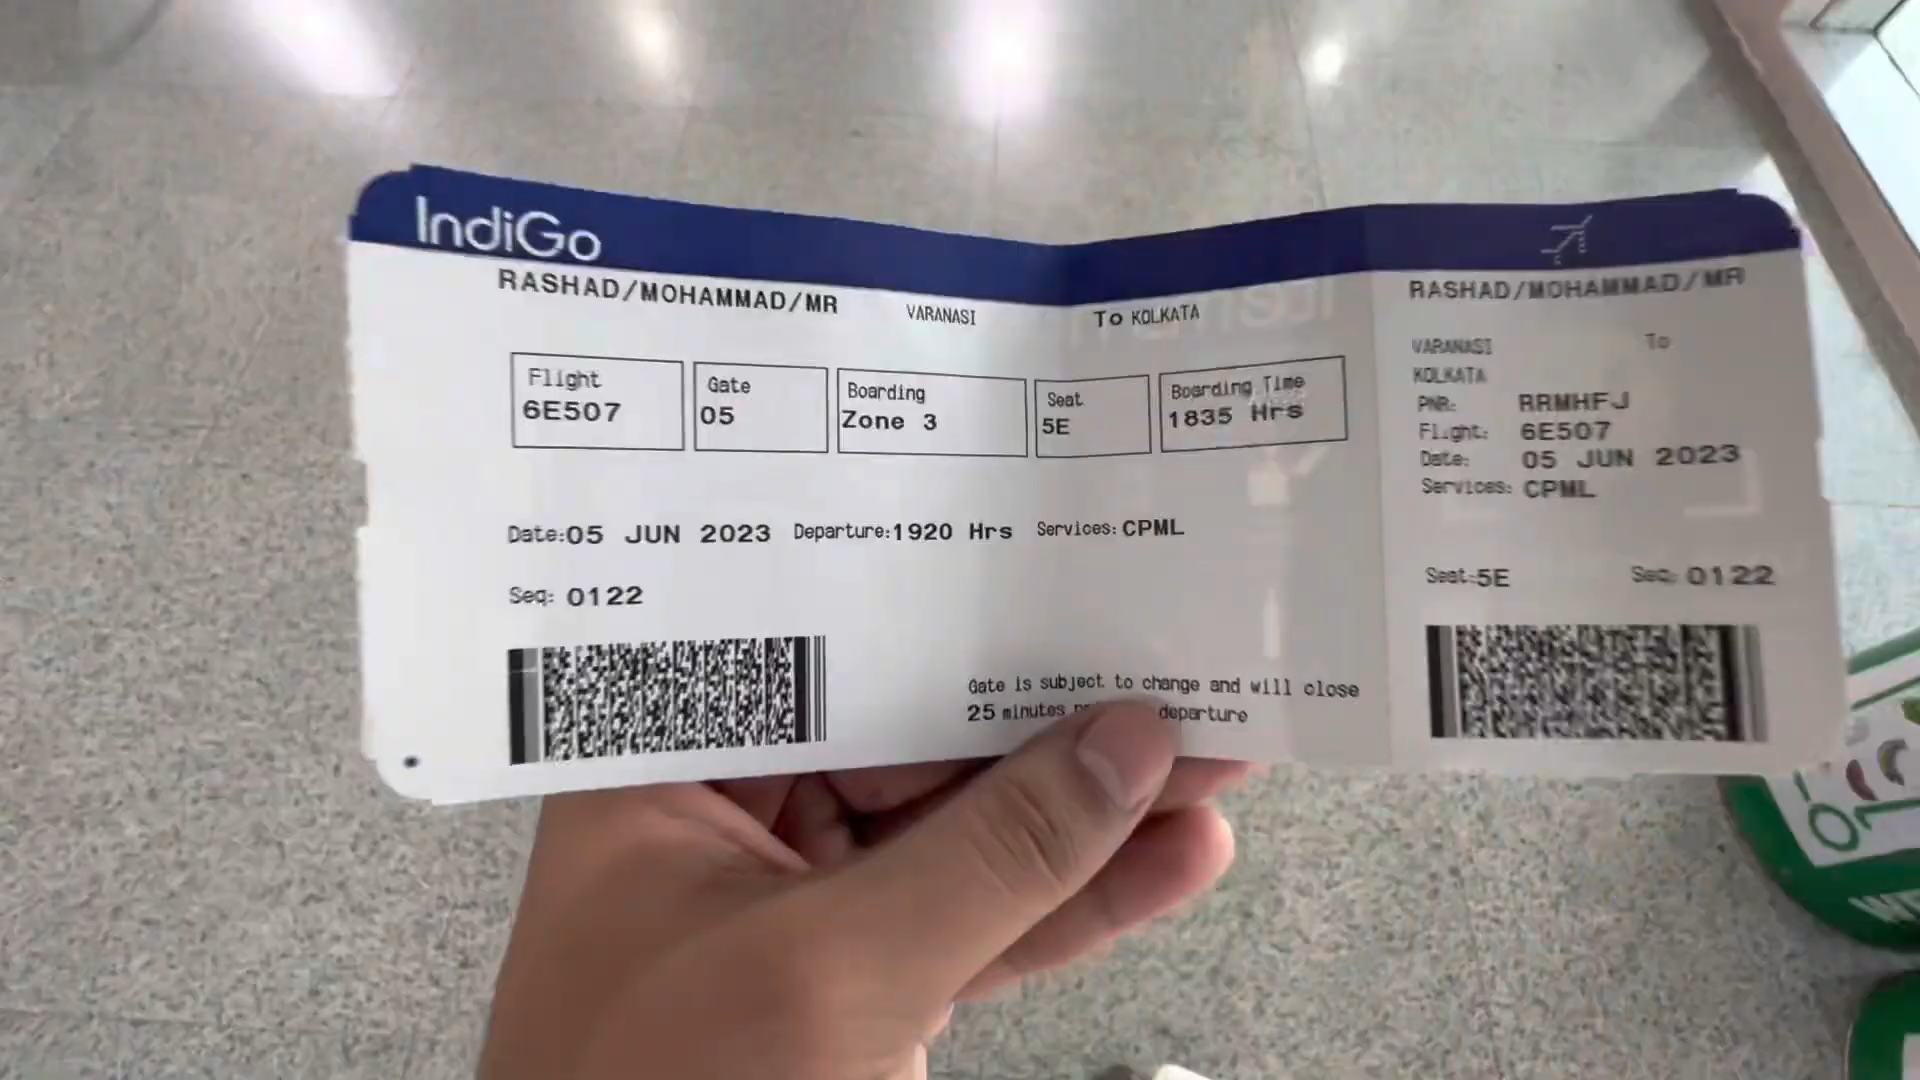 IndiGo
RASHAD/MOHAMMAD/MR VARANASI To KOLKATA
Flight Gate Boarding Seat Boarding Time
6E507 05 Zone 3 5E 1835 Hrs
Date:05 JUN 2023 Departure:1920 Hrs Services: CPML
Seq: 0122
Gate is subject to change and will close
25 minutes departure
RASHAD/MOHAMMAD/MR
VARANASI To
KOLKATA
PNR: RRMHFJ
Flight: 6E507
Date: 05 JUN 2023
Services: CPML
Seat:5E Seq: 0122